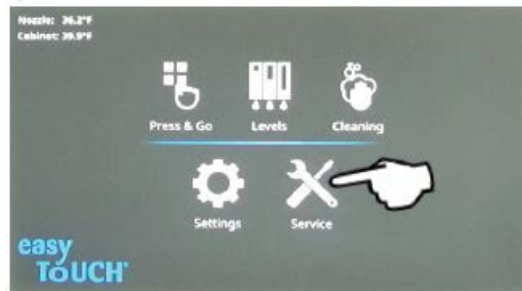 Nozzle: 36.2°F
Cabinet: 39.9°F
Press & Go
Levels
Cleaning
Settings
Service
easy
TOUCH®